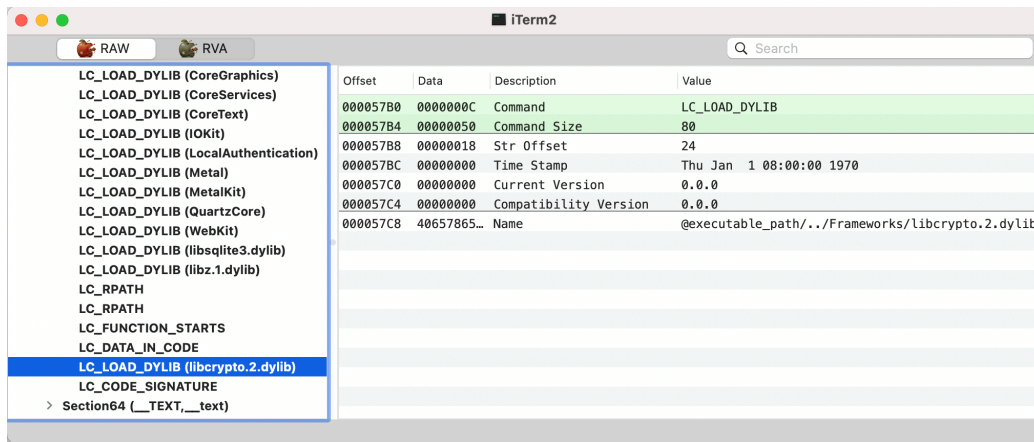 iTerm2
RAW
RVA
Search
LC_LOAD_DYLIB (CoreGraphics)
LC_LOAD_DYLIB (CoreServices)
LC_LOAD_DYLIB (CoreText)
LC_LOAD_DYLIB (IOKit)
LC_LOAD_DYLIB (LocalAuthentication)
LC_LOAD_DYLIB (Metal)
LC_LOAD_DYLIB (MetalKit)
LC_LOAD_DYLIB (QuartzCore)
LC_LOAD_DYLIB (WebKit)
LC_LOAD_DYLIB (libsqlite3.dylib)
LC_LOAD_DYLIB (libz.1.dylib)
LC_RPATH
LC_RPATH
LC_FUNCTION_STARTS
LC_DATA_IN_CODE
LC_LOAD_DYLIB (libcrypto.2.dylib)
LC_CODE_SIGNATURE
Section64 (__TEXT,__text)
Offset Data Description Value
000057B0 0000000C Command LC_LOAD_DYLIB
000057B4 00000050 Command Size 80
000057B8 00000018 Str Offset 24
000057BC 00000000 Time Stamp Thu Jan  1 08:00:00 1970
000057C0 00000000 Current Version 0.0.0
000057C4 00000000 Compatibility Version 0.0.0
000057C8 40657865… Name @executable_path/../Frameworks/libcrypto.2.dylib